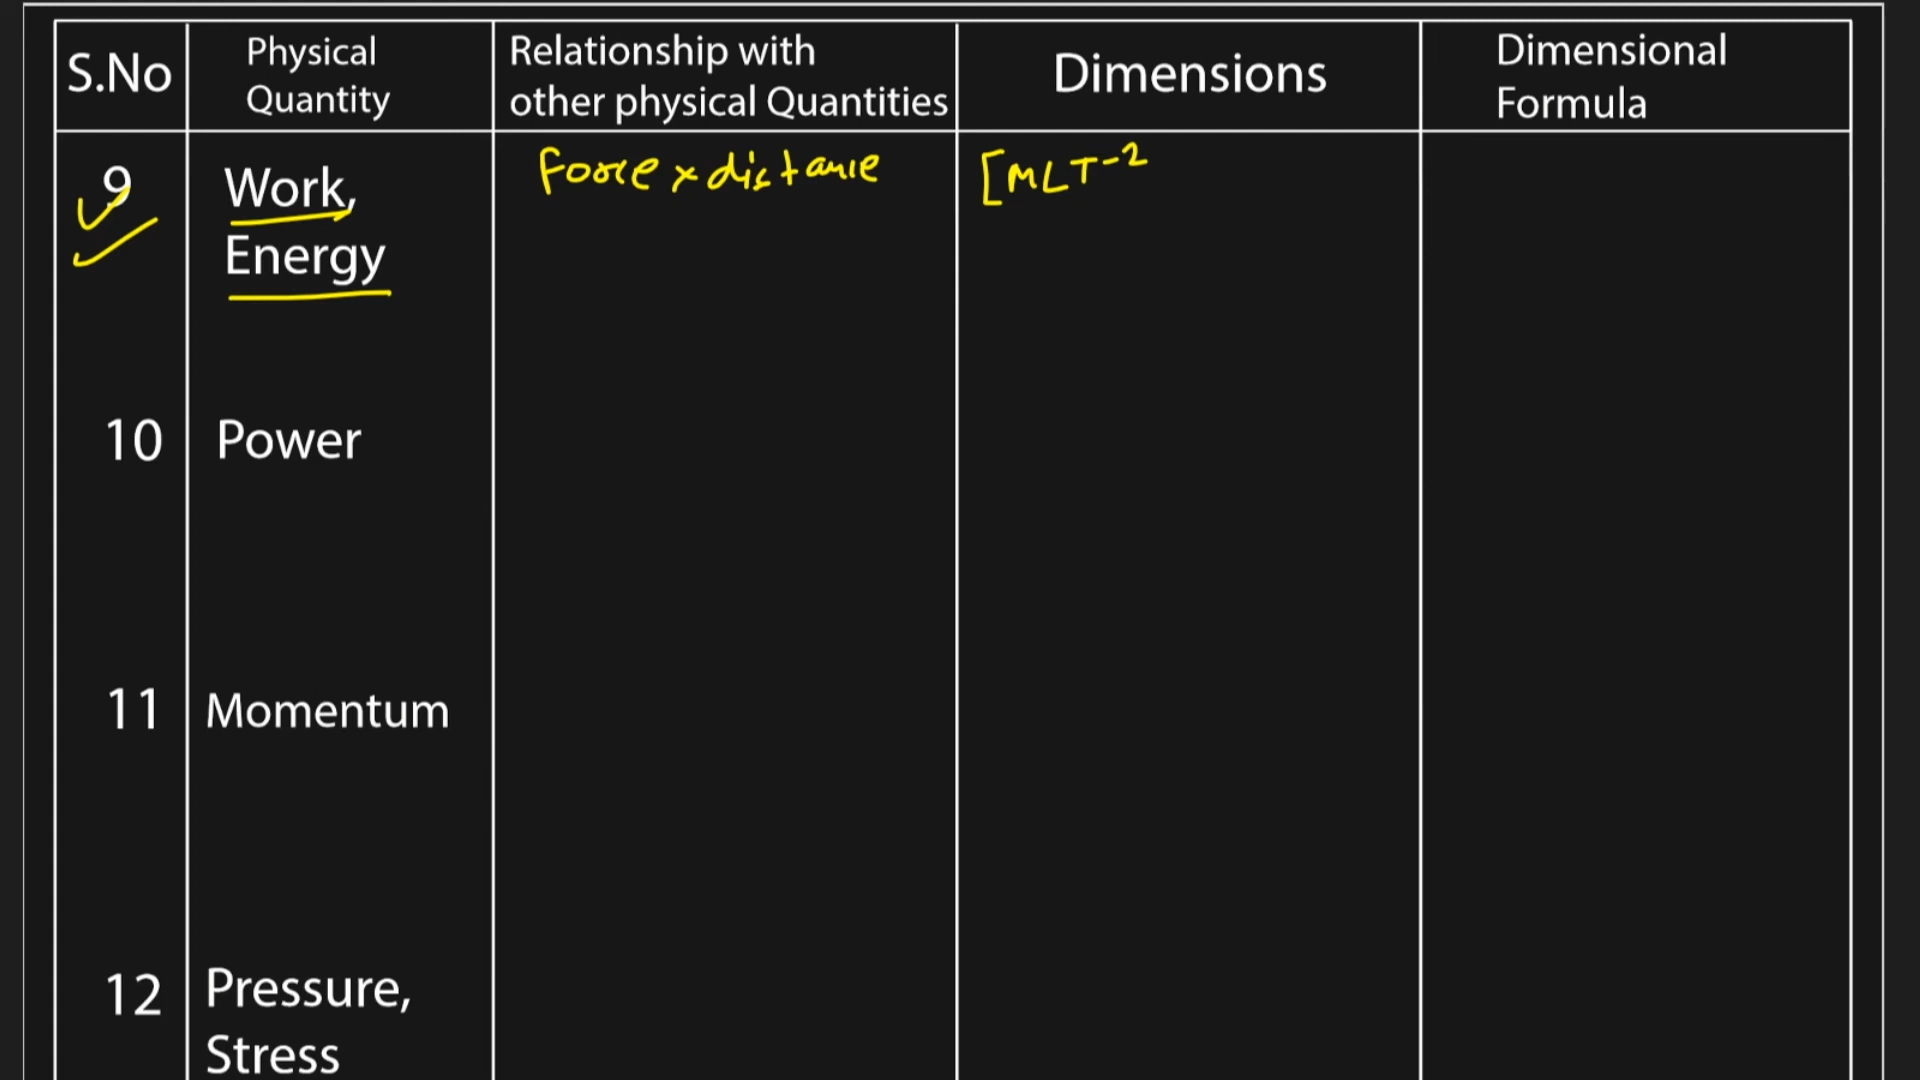 S.No
Physical
Quantity
Relationship with
other physical Quantities
Dimensions
Dimensional
Formula
9
Work,
Energy
Force × distance
[MLT-2
10
Power
11
Momentum
12
Pressure,
Stress